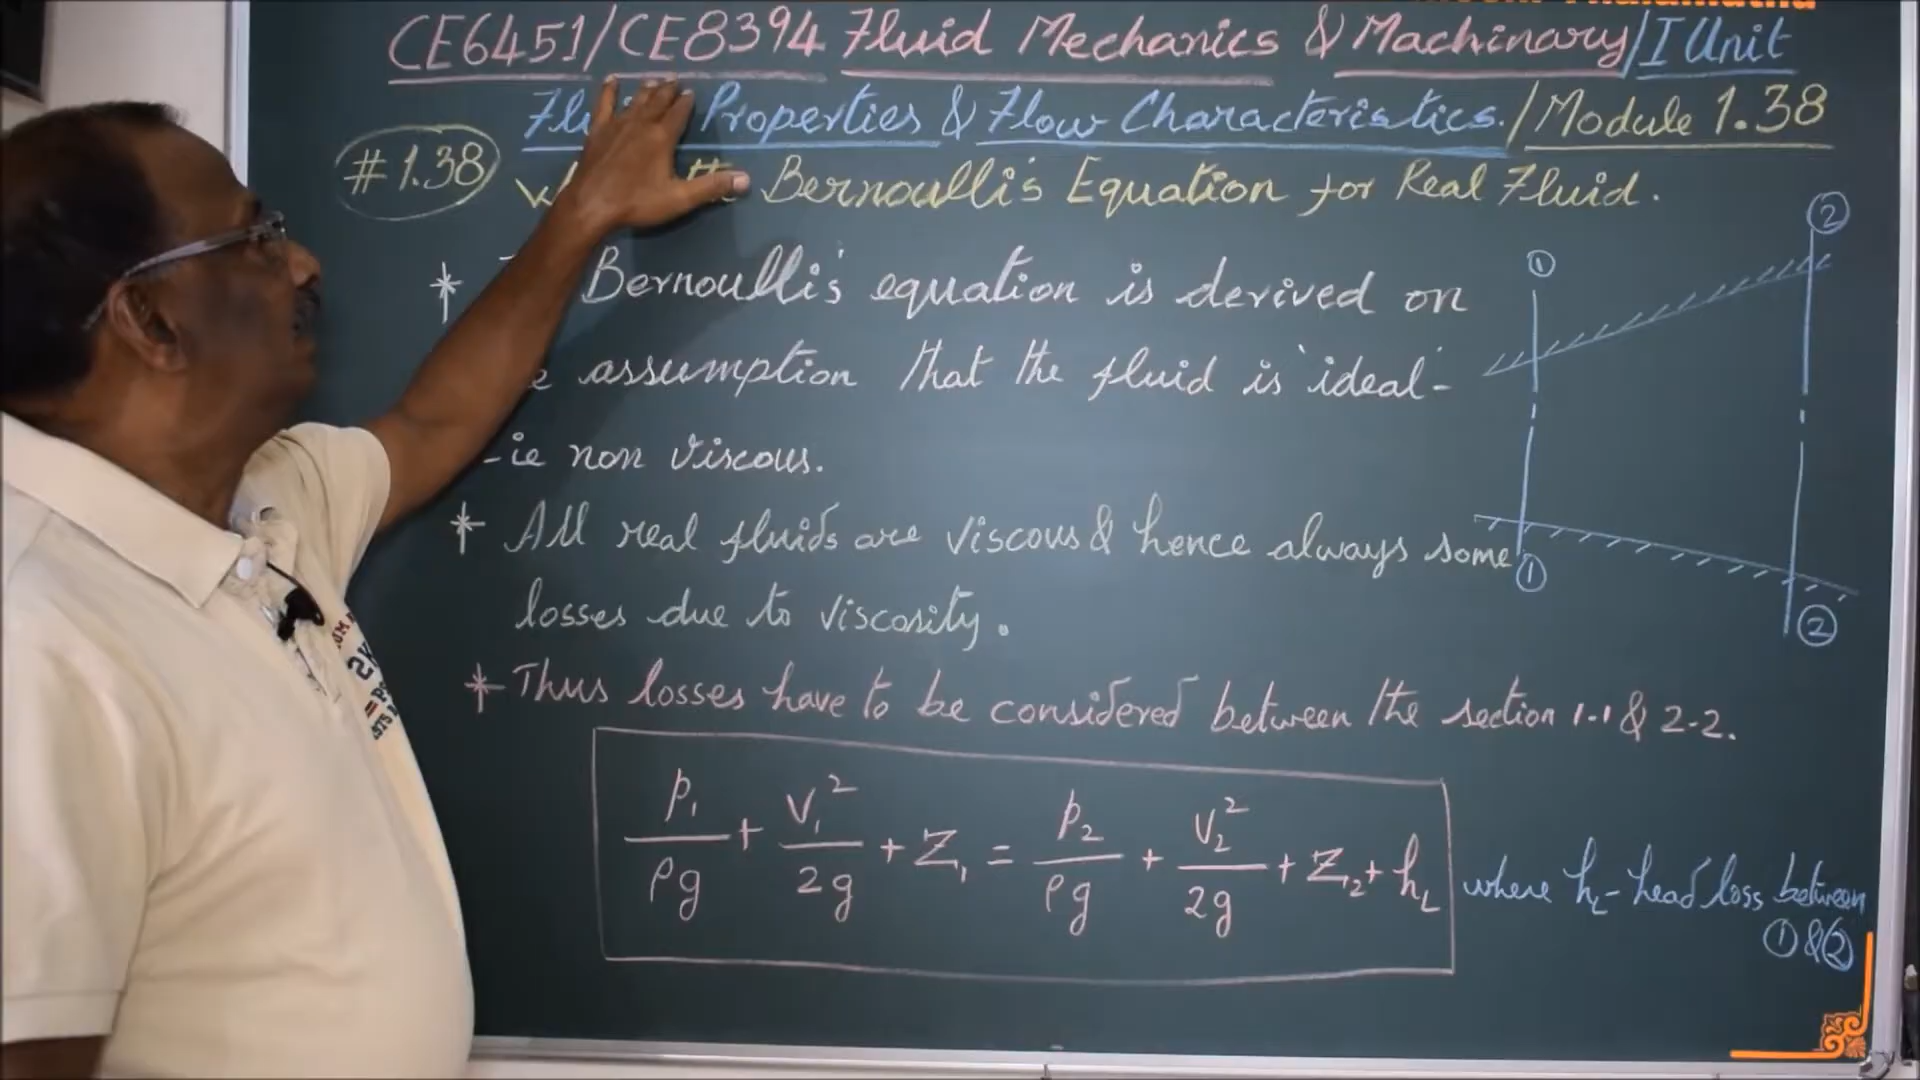 CE6451/CE8394 Fluid Mechanics & Machinary/I Unit
Properties & Flow Characteristics./Module 1.38
#1.38 the Bernoulli's Equation for Real Fluid.
* Bernoulli's equation is derived on
assumption that the fluid is 'ideal'-
-ie non viscous.
* All real fluids are viscous & hence always some
losses due to viscosity.
* Thus losses have to be considered between the section 1-1 & 2-2.
p₁/ρg + V₁²/2g + Z₁ = p₂/ρg + V₂²/2g + Z₂ + h_L
where h_L - head loss between
① & ②
①
②
①
②